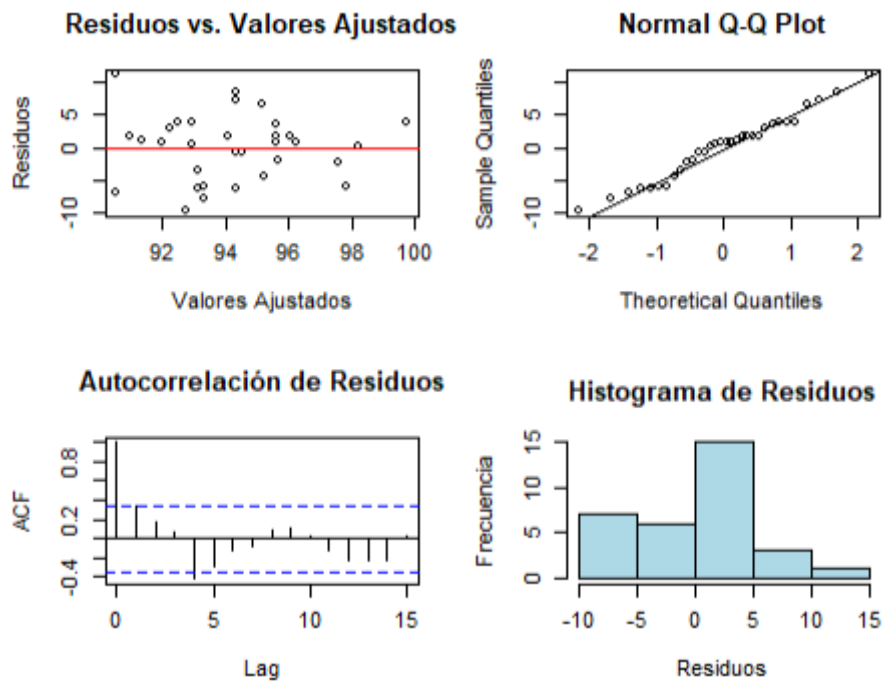 Residuos vs. Valores Ajustados
Residuos
-10 0 5
92 94 96 98 100
Valores Ajustados
Normal Q-Q Plot
Sample Quantiles
-10 0 5
-2 -1 0 1 2
Theoretical Quantiles
Autocorrelación de Residuos
ACF
-0.4 0.2 0.8
0 5 10 15
Lag
Histograma de Residuos
Frecuencia
0 5 10 15
-10 -5 0 5 10 15
Residuos